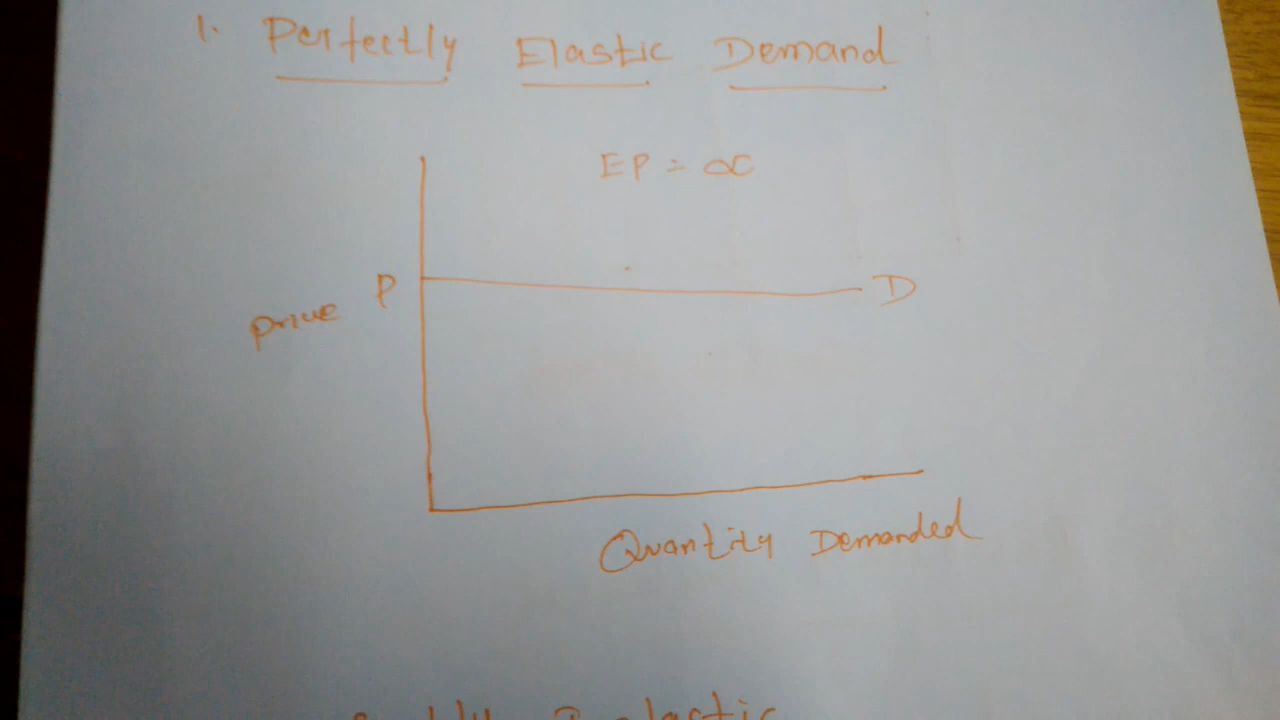 1. Perfectly Elastic Demand
EP = ∞
P
D
price
Quantity Demanded